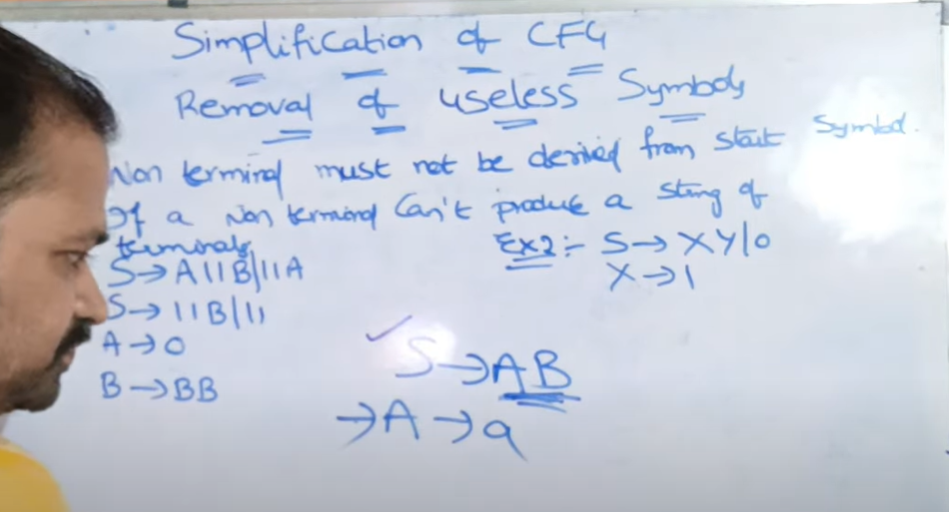 Simplification of CFG
Removal of useless Symbols
Non terminal must not be derived from start Symbol.
If a Non terminal Can't produce a string of
terminals
S→A11B/11A
S→11B/11
A→0
B→BB
Ex2:- S→XY/0
X→1
✓ S→AB
→A→a